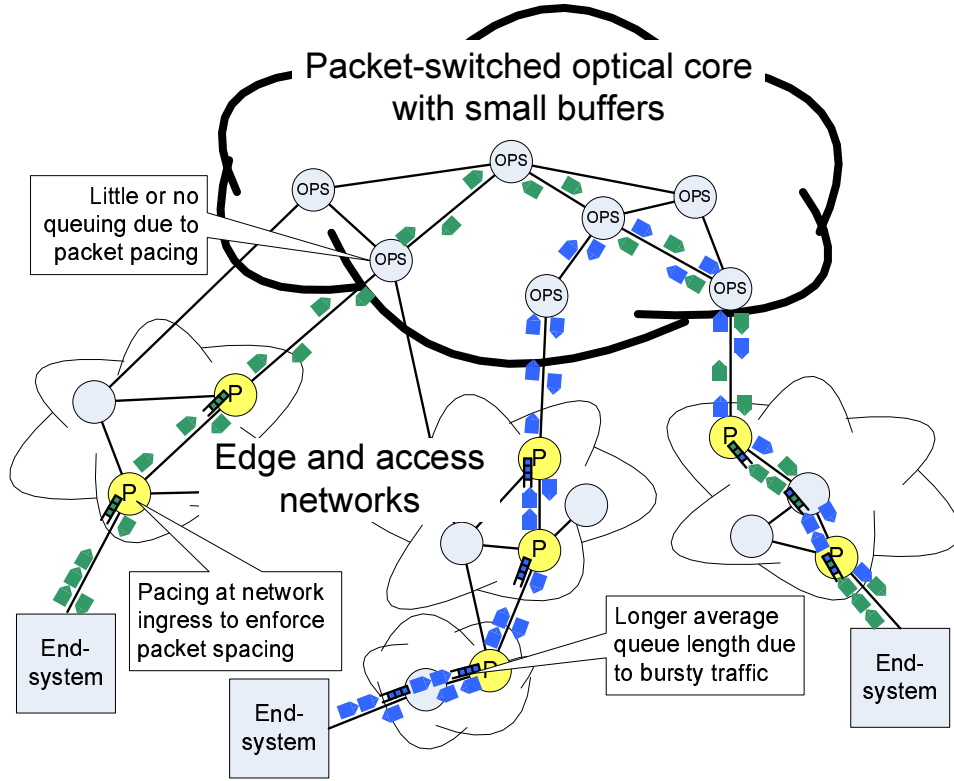 Packet-switched optical core
with small buffers
OPS
OPS
OPS
OPS
OPS
OPS
OPS
Little or no
queuing due to
packet pacing
P
P
P
P
P
P
P
Edge and access
networks
Pacing at network
ingress to enforce
packet spacing
Longer average
queue length due
to bursty traffic
End-
system
End-
system
End-
system